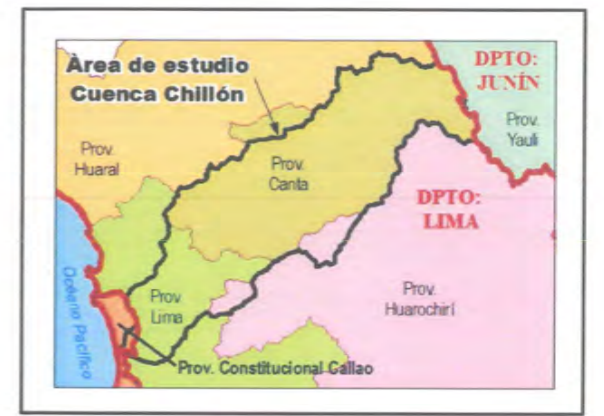 Àrea de estudio
Cuenca Chillón
DPTO:
JUNÍN
Prov.
Yauli
Prov.
Huaral
Prov.
Canta
DPTO:
LIMA
Océano Pacífico
Prov.
Lima
Prov.
Huarochirí
Prov. Constitucional Callao